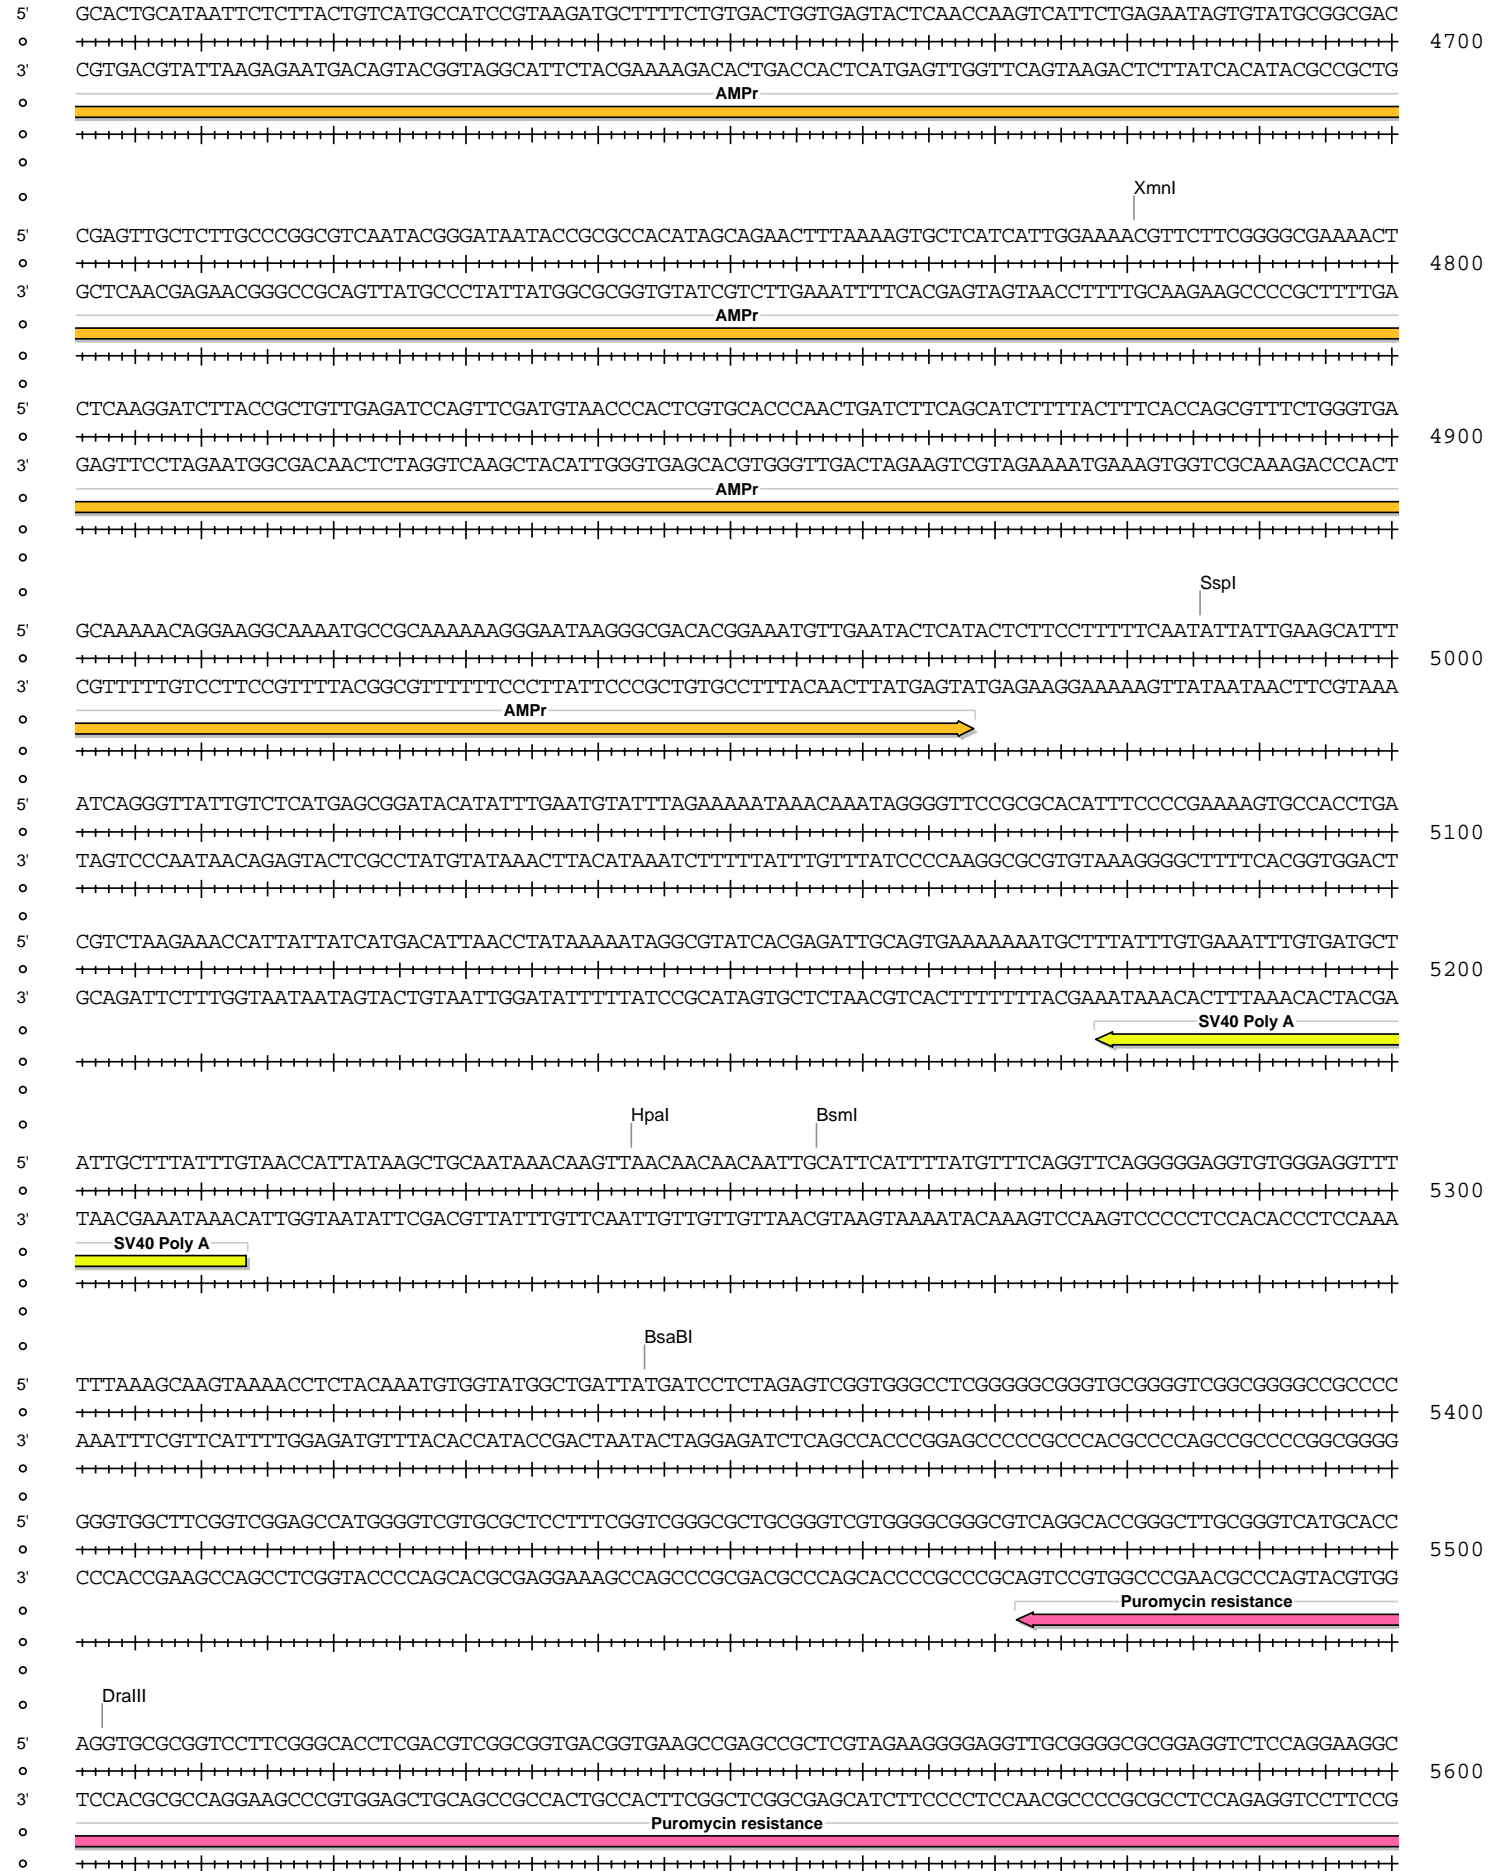 5' GCACTGCATAATTCTCTTACTGTCATGCCATCCGTAAGATGCTTTTCTGTGACTGGTGAGTACTCAACCAAGTCATTCTGAGAATAGTGTATGCGGCGAC
4700
3' CGTGACGTATTAAGAGAATGACAGTACGGTAGGCATTCTACGAAAAGACACTGACCACTCATGAGTTGGTTCAGTAAGACTCTTATCACATACGCCGCTG
AMPr
XmnI
5' CGAGTTGCTCTTGCCCGGCGTCAATACGGGATAATACCGCGCCACATAGCAGAACTTTAAAAGTGCTCATCATTGGAAAACGTTCTTCGGGGCGAAAACT
4800
3' GCTCAACGAGAACGGGCCGCAGTTATGCCCTATTATGGCGCGGTGTATCGTCTTGAAATTTTCACGAGTAGTAACCTTTTGCAAGAAGCCCCGCTTTTGA
AMPr
5' CTCAAGGATCTTACCGCTGTTGAGATCCAGTTCGATGTAACCCACTCGTGCACCCAACTGATCTTCAGCATCTTTTACTTTCACCAGCGTTTCTGGGTGA
4900
3' GAGTTCCTAGAATGGCGACAACTCTAGGTCAAGCTACATTGGGTGAGCACGTGGGTTGACTAGAAGTCGTAGAAAATGAAAGTGGTCGCAAAGACCCACT
AMPr
SspI
5' GCAAAAACAGGAAGGCAAAATGCCGCAAAAAAGGGAATAAGGGCGACACGGAAATGTTGAATACTCATACTCTTCCTTTTTCAATATTATTGAAGCATTT
5000
3' CGTTTTTGTCCTTCCGTTTTACGGCGTTTTTTCCCTTATTCCCGCTGTGCCTTTACAACTTATGAGTATGAGAAGGAAAAAGTTATAATAACTTCGTAAA
AMPr
5' ATCAGGGTTATTGTCTCATGAGCGGATACATATTTGAATGTATTTAGAAAAATAAACAAATAGGGGTTCCGCGCACATTTCCCCGAAAAGTGCCACCTGA
5100
3' TAGTCCCAATAACAGAGTACTCGCCTATGTATAAACTTACATAAATCTTTTTATTTGTTTATCCCCAAGGCGCGTGTAAAGGGGCTTTTCACGGTGGACT
5' CGTCTAAGAAACCATTATTATCATGACATTAACCTATAAAAATAGGCGTATCACGAGATTGCAGTGAAAAAAATGCTTTATTTGTGAAATTTGTGATGCT
5200
3' GCAGATTCTTTGGTAATAATAGTACTGTAATTGGATATTTTTATCCGCATAGTGCTCTAACGTCACTTTTTTTACGAAATAAACACTTTAAACACTACGA
SV40 Poly A
HpaI BsmI
5' ATTGCTTTATTTGTAACCATTATAAGCTGCAATAAACAAGTTAACAACAACAATTGCATTCATTTTATGTTTCAGGTTCAGGGGGAGGTGTGGGAGGTTT
5300
3' TAACGAAATAAACATTGGTAATATTCGACGTTATTTGTTCAATTGTTGTTGTTAACGTAAGTAAAATACAAAGTCCAAGTCCCCCTCCACACCCTCCAAA
SV40 Poly A
BsaBI
5' TTTAAAGCAAGTAAAACCTCTACAAATGTGGTATGGCTGATTATGATCCTCTAGAGTCGGTGGGCCTCGGGGGCGGGTGCGGGGTCGGCGGGGCCGCCCC
5400
3' AAATTTCGTTCATTTTGGAGATGTTTACACCATACCGACTAATACTAGGAGATCTCAGCCACCCGGAGCCCCCGCCCACGCCCCAGCCGCCCCGGCGGGG
5' GGGTGGCTTCGGTCGGAGCCATGGGGTCGTGCGCTCCTTTCGGTCGGGCGCTGCGGGTCGTGGGGCGGGCGTCAGGCACCGGGCTTGCGGGTCATGCACC
5500
3' CCCACCGAAGCCAGCCTCGGTACCCCAGCACGCGAGGAAAGCCAGCCCGCGACGCCCAGCACCCCGCCCGCAGTCCGTGGCCCGAACGCCCAGTACGTGG
Puromycin resistance
DraIII
5' AGGTGCGCGGTCCTTCGGGCACCTCGACGTCGGCGGTGACGGTGAAGCCGAGCCGCTCGTAGAAGGGGAGGTTGCGGGGCGCGGAGGTCTCCAGGAAGGC
5600
3' TCCACGCGCCAGGAAGCCCGTGGAGCTGCAGCCGCCACTGCCACTTCGGCTCGGCGAGCATCTTCCCCTCCAACGCCCCGCGCCTCCAGAGGTCCTTCCG
Puromycin resistance